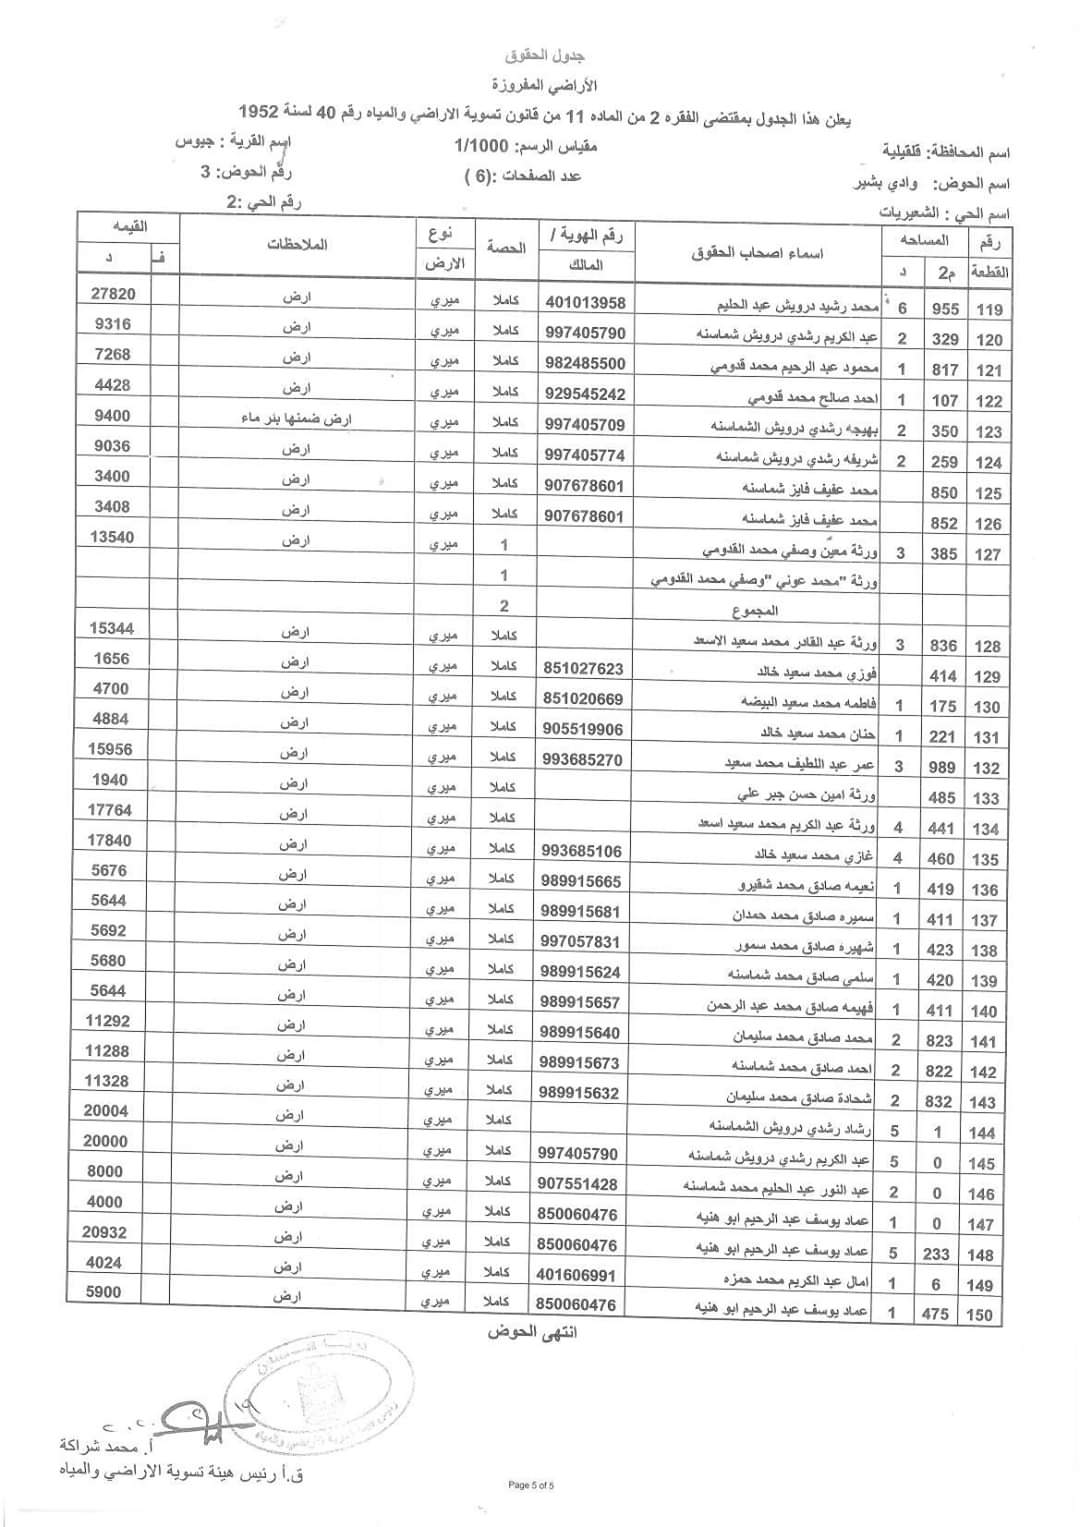 جدول الحقوق
الأراضي المفروزة
يعلن هذا الجدول بمقتضى الفقره 2 من الماده 11 من قانون تسوية الاراضي والمياه رقم 40 لسنة 1952
اسم المحافظة: قلقيلية مقياس الرسم: 1/1000 اسم القرية : جيوس
اسم الحوض: وادي بشير عدد الصفحات :(6 ) رقم الحوض: 3
اسم الحي : الشعيريات رقم الحي :2
رقم المساحه اسماء اصحاب الحقوق رقم الهوية / الحصة نوع الملاحظات القيمه
القطعة م2 د المالك الارض ف د
119 955 6 محمد رشيد درويش عبد الحليم 401013958 كاملا ميري ارض 27820
120 329 2 عبد الكريم رشدي درويش شماسنه 997405790 كاملا ميري ارض 9316
121 817 1 محمود عبد الرحيم محمد قدومي 982485500 كاملا ميري ارض 7268
122 107 1 احمد صالح محمد قدومي 929545242 كاملا ميري ارض 4428
123 350 2 بهيجه رشدي درويش الشماسنه 997405709 كاملا ميري ارض ضمنها بئر ماء 9400
124 259 2 شريفه رشدي درويش شماسنه 997405774 كاملا ميري ارض 9036
125 850 محمد عفيف فايز شماسنه 907678601 كاملا ميري ارض 3400
126 852 محمد عفيف فايز شماسنه 907678601 كاملا ميري ارض 3408
127 385 3 ورثة معين وصفي محمد القدومي 1 ميري ارض 13540
ورثة "محمد عوني "وصفي محمد القدومي 1
المجموع 2
128 836 3 ورثة عبد القادر محمد سعيد الاسعد كاملا ميري ارض 15344
129 414 فوزي محمد سعيد خالد 851027623 كاملا ميري ارض 1656
130 175 1 فاطمه محمد سعيد البيضه 851020669 كاملا ميري ارض 4700
131 221 1 حنان محمد سعيد خالد 905519906 كاملا ميري ارض 4884
132 989 3 عمر عبد اللطيف محمد سعيد 993685270 كاملا ميري ارض 15956
133 485 ورثة امين حسن جبر علي كاملا ميري ارض 1940
134 441 4 ورثة عبد الكريم محمد سعيد اسعد كاملا ميري ارض 17764
135 460 4 غازي محمد سعيد خالد 993685106 كاملا ميري ارض 17840
136 419 1 نعيمه صادق محمد شقيرو 989915665 كاملا ميري ارض 5676
137 411 1 سميره صادق محمد حمدان 989915681 كاملا ميري ارض 5644
138 423 1 شهيره صادق محمد سمور 997057831 كاملا ميري ارض 5692
139 420 1 سلمى صادق محمد شماسنه 989915624 كاملا ميري ارض 5680
140 411 1 فهيمه صادق محمد عبد الرحمن 989915657 كاملا ميري ارض 5644
141 823 2 محمد صادق محمد سليمان 989915640 كاملا ميري ارض 11292
142 822 2 احمد صادق محمد شماسنه 989915673 كاملا ميري ارض 11288
143 832 2 شحادة صادق محمد سليمان 989915632 كاملا ميري ارض 11328
144 1 5 رشاد رشدي درويش الشماسنه كاملا ميري ارض 20004
145 0 5 عبد الكريم رشدي درويش شماسنه 997405790 كاملا ميري ارض 20000
146 0 2 عبد النور عبد الحليم محمد شماسنه 907551428 كاملا ميري ارض 8000
147 0 1 عماد يوسف عبد الرحيم ابو هنيه 850060476 كاملا ميري ارض 4000
148 233 5 عماد يوسف عبد الرحيم ابو هنيه 850060476 كاملا ميري ارض 20932
149 6 1 امال عبد الكريم محمد حمزه 401606991 كاملا ميري ارض 4024
150 475 1 عماد يوسف عبد الرحيم ابو هنيه 850060476 كاملا ميري ارض 5900
انتهى الحوض
أ. محمد شراكة
ق.أ رئيس هيئة تسوية الاراضي والمياه
Page 5 of 5